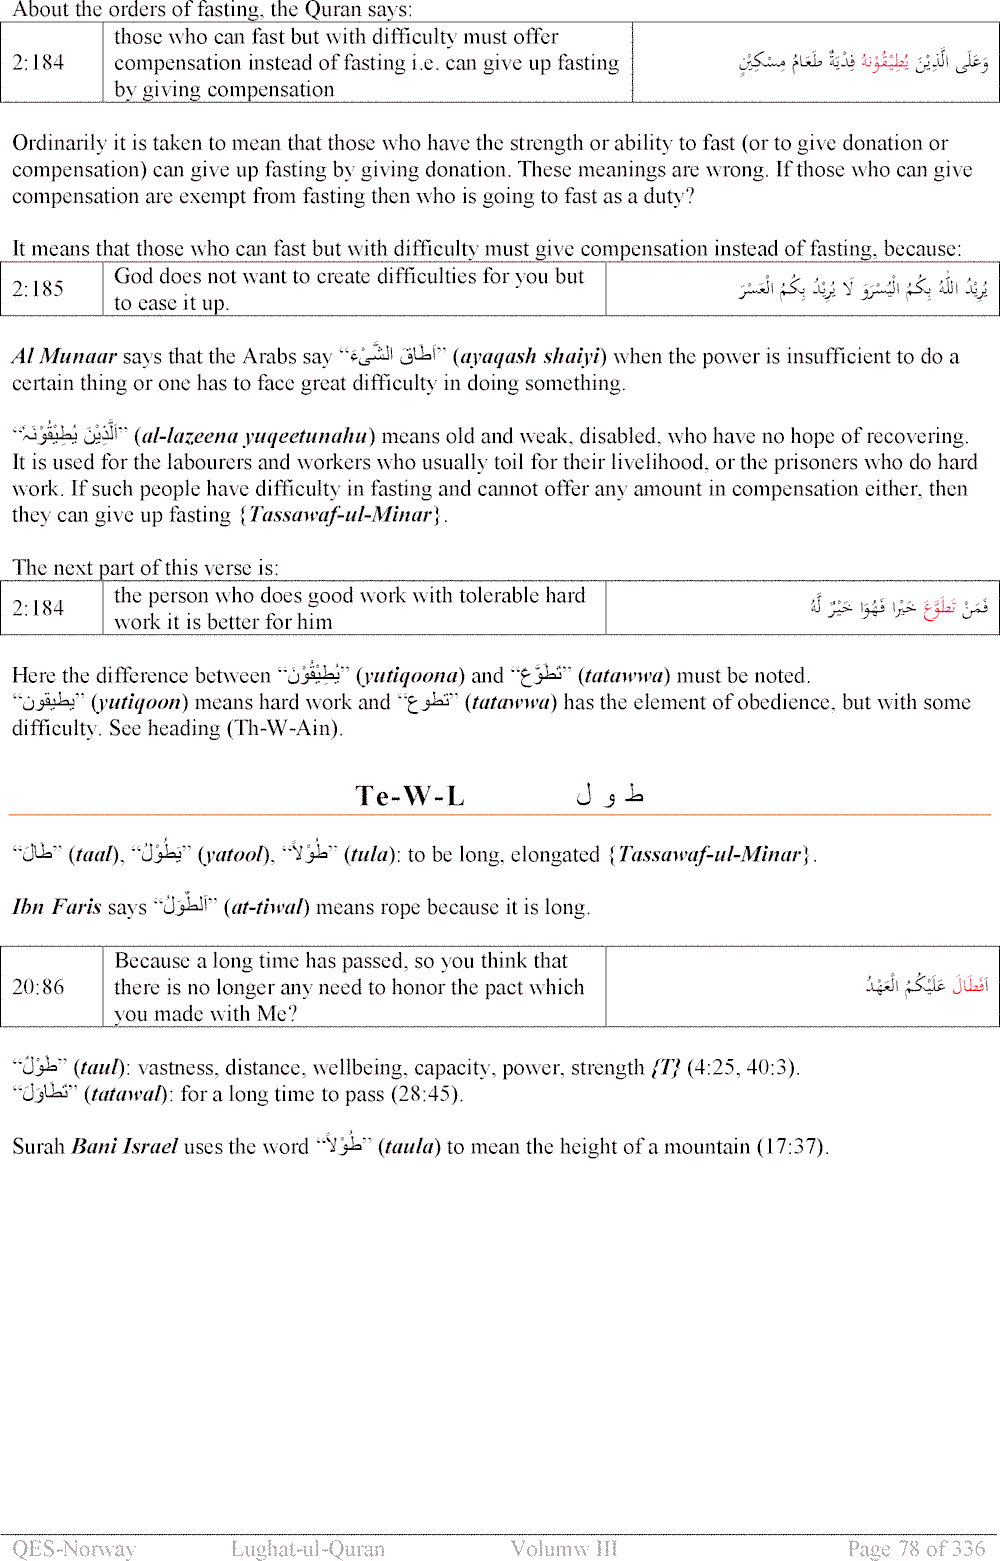 About the orders of fasting, the Quran says:
2:184
those who can fast but with difficulty must offer
compensation instead of fasting i.e. can give up fasting
by giving compensation
وَعَلَى الَّذِيْنَ يُطِيْقُوْنَهُ فِدْيَةٌ طَعَامُ مِسْكِيْنٍ
Ordinarily it is taken to mean that those who have the strength or ability to fast (or to give donation or
compensation) can give up fasting by giving donation. These meanings are wrong. If those who can give
compensation are exempt from fasting then who is going to fast as a duty?
It means that those who can fast but with difficulty must give compensation instead of fasting, because:
2:185
God does not want to create difficulties for you but
to ease it up.
يُرِيْدُ اللّٰهُ بِكُمُ الْيُسْرَوَ لَا يُرِيْدُ بِكُمُ الْعَسْرَ
Al Munaar says that the Arabs say “اَطَاقَ الشَّیْءَ” (ayaqash shaiyi) when the power is insufficient to do a
certain thing or one has to face great difficulty in doing something.
“اَلَّذِيْنَ يُطِيْقُوْنَہٗ” (al-lazeena yuqeetunahu) means old and weak, disabled, who have no hope of recovering.
It is used for the labourers and workers who usually toil for their livelihood, or the prisoners who do hard
work. If such people have difficulty in fasting and cannot offer any amount in compensation either, then
they can give up fasting {Tassawaf-ul-Minar}.
The next part of this verse is:
2:184
the person who does good work with tolerable hard
work it is better for him
فَمَنْ تَطَوَّعَ خَيْرًا فَهُوَا خَيْرٌ لَّهُ
Here the difference between “يُطِيْقُوْنَ” (yutiqoona) and “تَطَوَّعَ” (tatawwa) must be noted.
“يطيقون” (yutiqoon) means hard work and “تطوع” (tatawwa) has the element of obedience, but with some
difficulty. See heading (Th-W-Ain).
Te-W-L ط و ل
“طَالَ” (taal), “يَطُوْلُ” (yatool), “طُوْلاً” (tula): to be long, elongated {Tassawaf-ul-Minar}.
Ibn Faris says “اَلطِّوَلُ” (at-tiwal) means rope because it is long.
20:86
Because a long time has passed, so you think that
there is no longer any need to honor the pact which
you made with Me?
اَفَطَالَ عَلَيْكُمُ الْعَهْدُ
“طَوْلٌ” (taul): vastness, distance, wellbeing, capacity, power, strength {T} (4:25, 40:3).
“تَطَاوَلَ” (tatawal): for a long time to pass (28:45).
Surah Bani Israel uses the word “طُوْلاً” (taula) to mean the height of a mountain (17:37).
QES-Norway Lughat-ul-Quran Volumw III Page 78 of 336